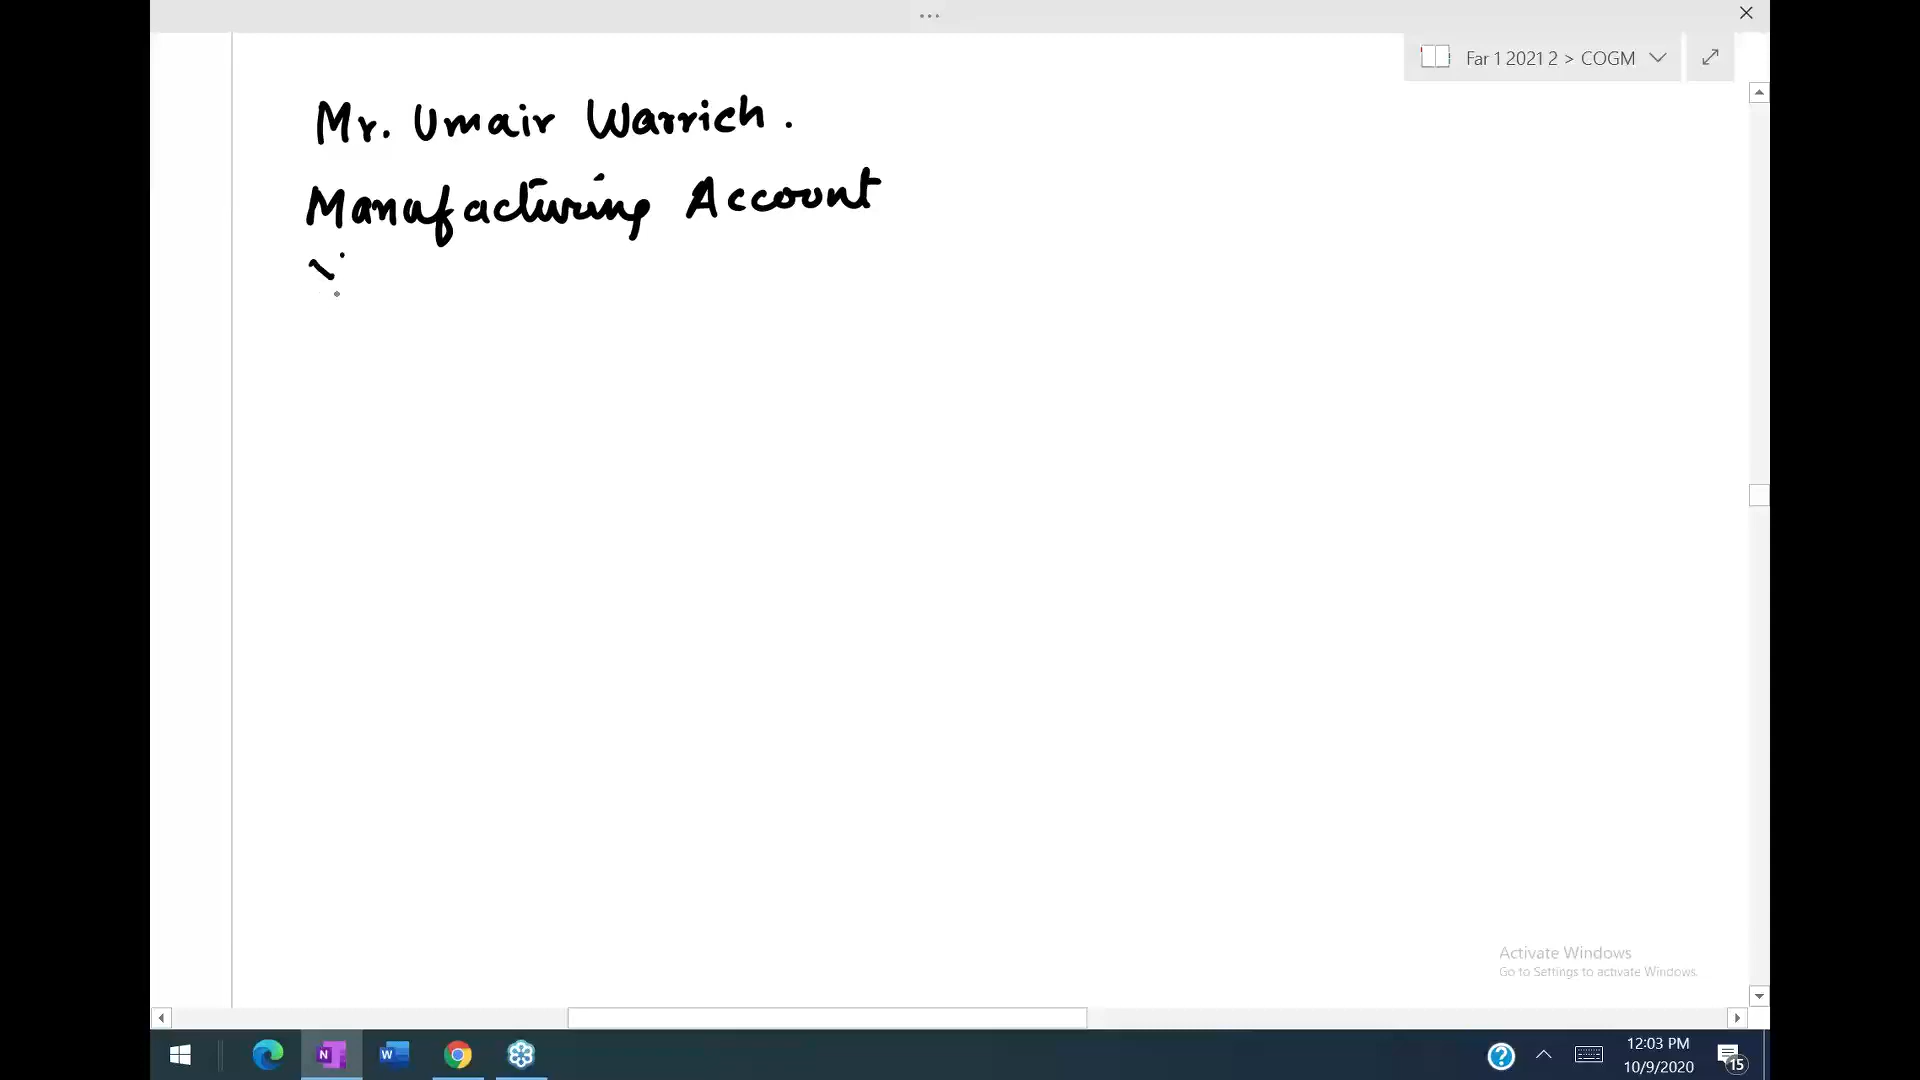 Far 1 2021 2 > COGM
Mr. Umair Warrich.
Manufacturing Account
Activate Windows
Go to Settings to activate Windows.
12:03 PM
10/9/2020
15